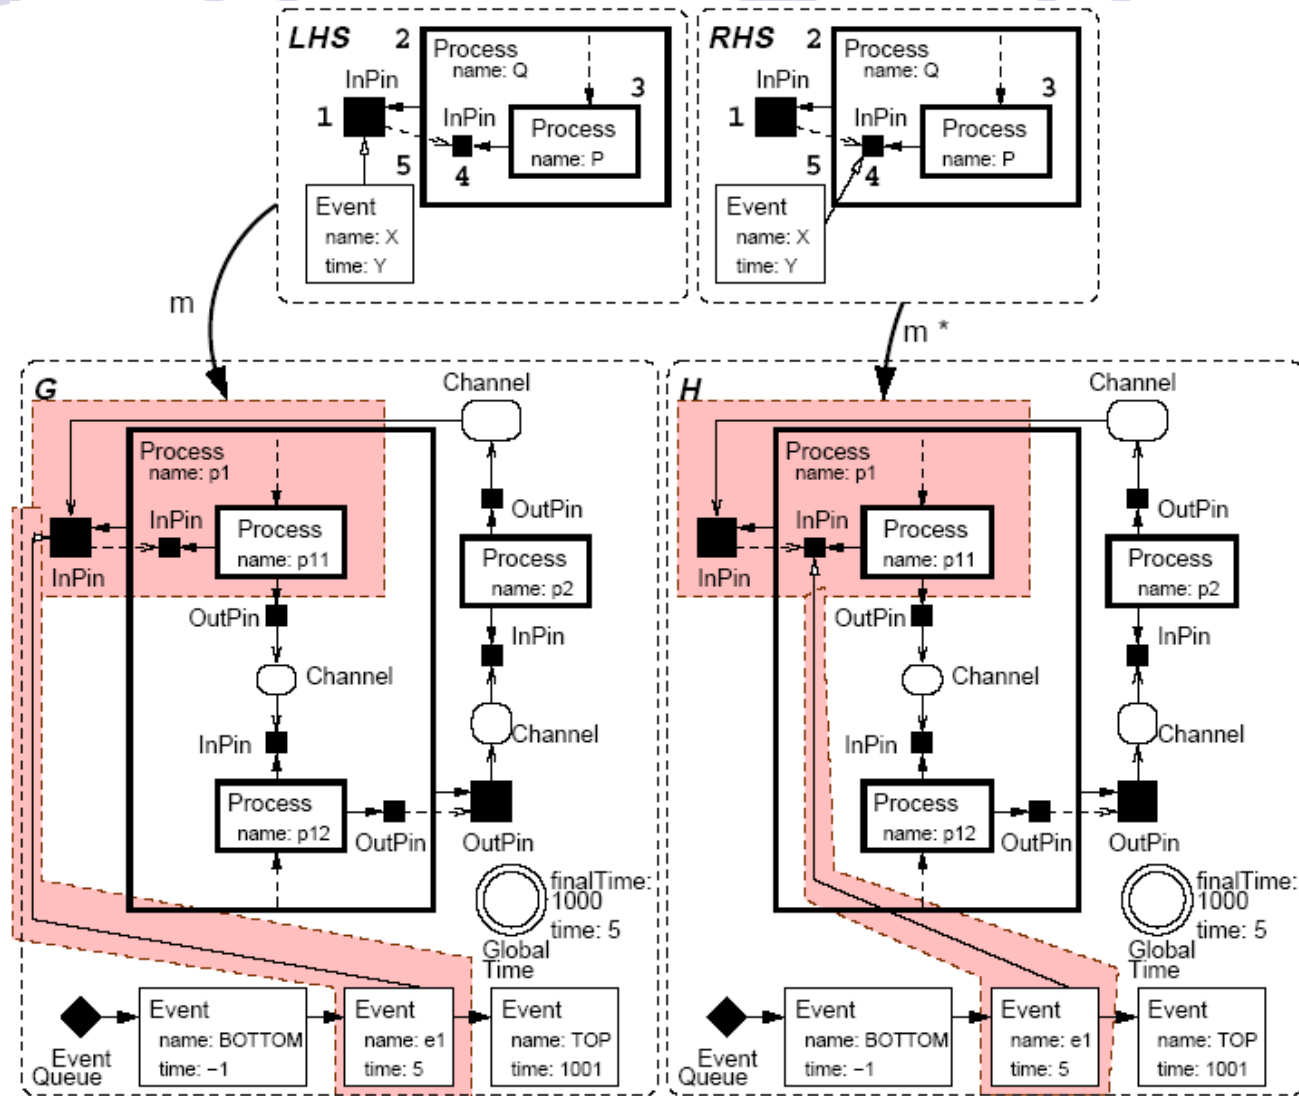 LHS 2
Process
name: Q
InPin
3
1
InPin
Process
name: P
5 4
Event
name: X
time: Y
RHS 2
Process
name: Q
InPin
3
1
InPin
Process
name: P
5 4
Event
name: X
time: Y
m
m *
G
Channel
Process
name: p1
OutPin
InPin
Process
name: p11
InPin
Process
name: p2
OutPin
InPin
Channel
InPin
Channel
Process
name: p12
OutPin
OutPin
finalTime:
1000
time: 5
Global
Time
Event
name: BOTTOM
time: −1
Event
name: e1
time: 5
Event
name: TOP
time: 1001
Event
Queue
H
Channel
Process
name: p1
OutPin
InPin
Process
name: p11
InPin
Process
name: p2
OutPin
InPin
Channel
InPin
Channel
Process
name: p12
OutPin
OutPin
finalTime:
1000
time: 5
Global
Time
Event
name: BOTTOM
time: −1
Event
name: e1
time: 5
Event
name: TOP
time: 1001
Event
Queue